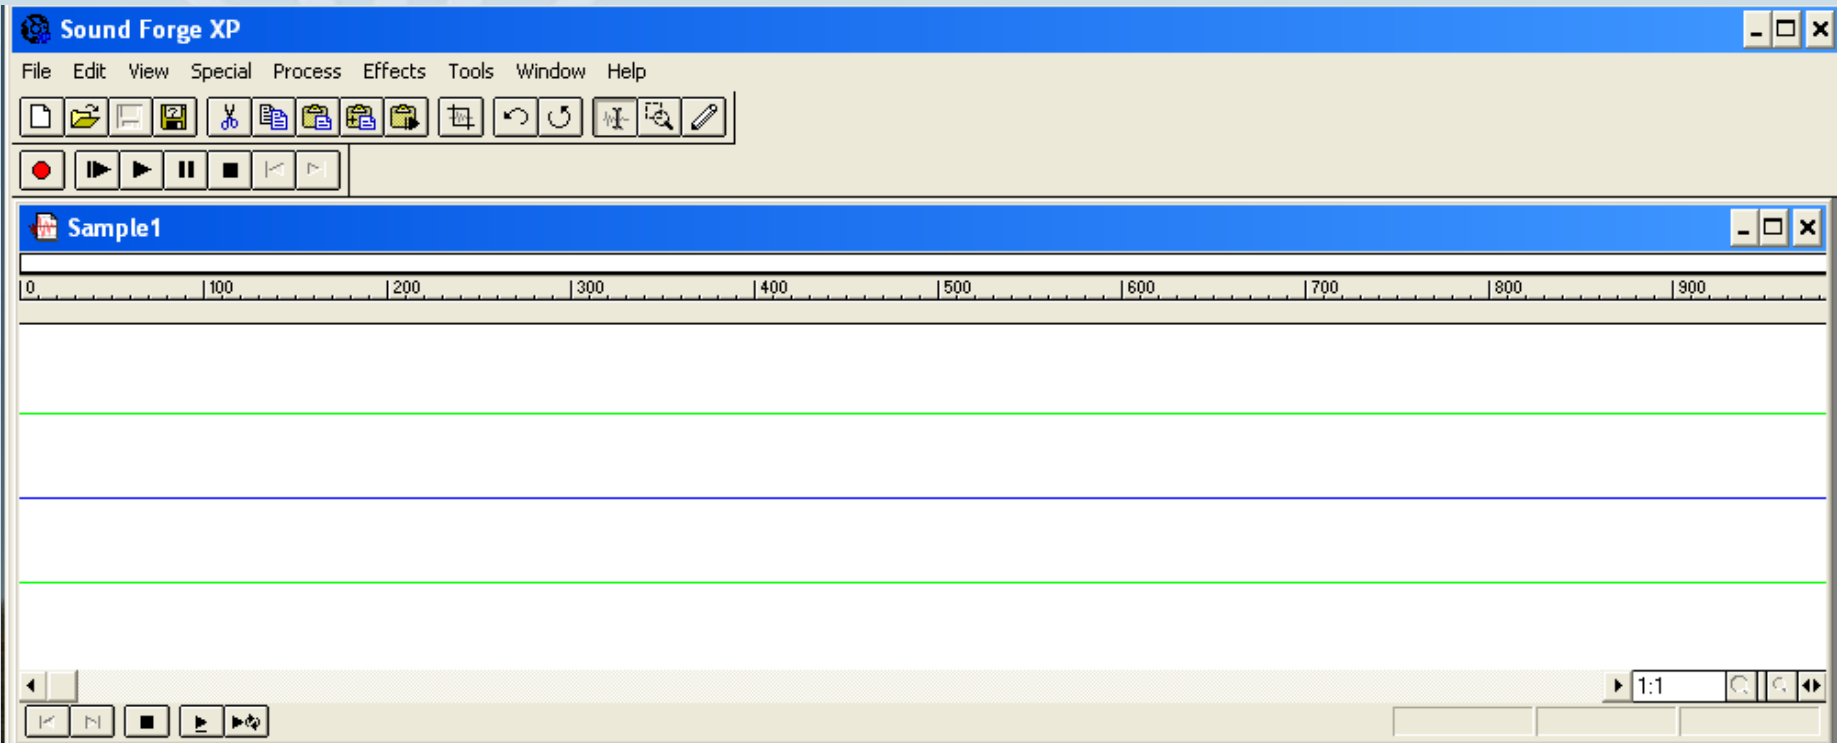 Sound Forge XP
File Edit View Special Process Effects Tools Window Help
Sample1
0 100 200 300 400 500 600 700 800 900
1:1